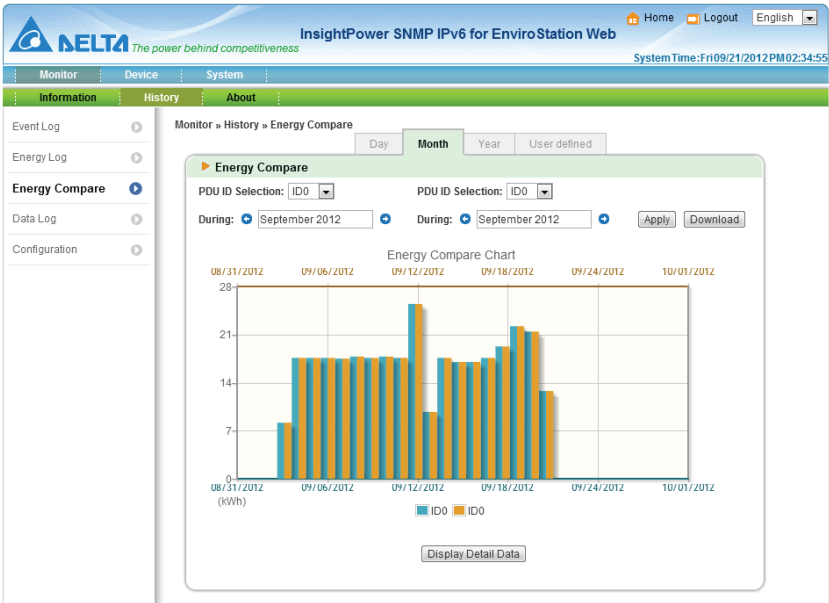 Home Logout English
DELTA The power behind competitiveness
InsightPower SNMP IPv6 for EnviroStation Web
SystemTime:Fri09/21/2012PM02:34:55
Monitor Device System
Information History About
Event Log
Energy Log
Energy Compare
Data Log
Configuration
Monitor » History » Energy Compare
Day Month Year User defined
Energy Compare
PDU ID Selection: ID0 PDU ID Selection: ID0
During: September 2012 During: September 2012 Apply Download
Energy Compare Chart
08/31/2012 09/06/2012 09/12/2012 09/18/2012 09/24/2012 10/01/2012
28
21
14
7
0
08/31/2012 09/06/2012 09/12/2012 09/18/2012 09/24/2012 10/01/2012
(kWh)
ID0 ID0
Display Detail Data